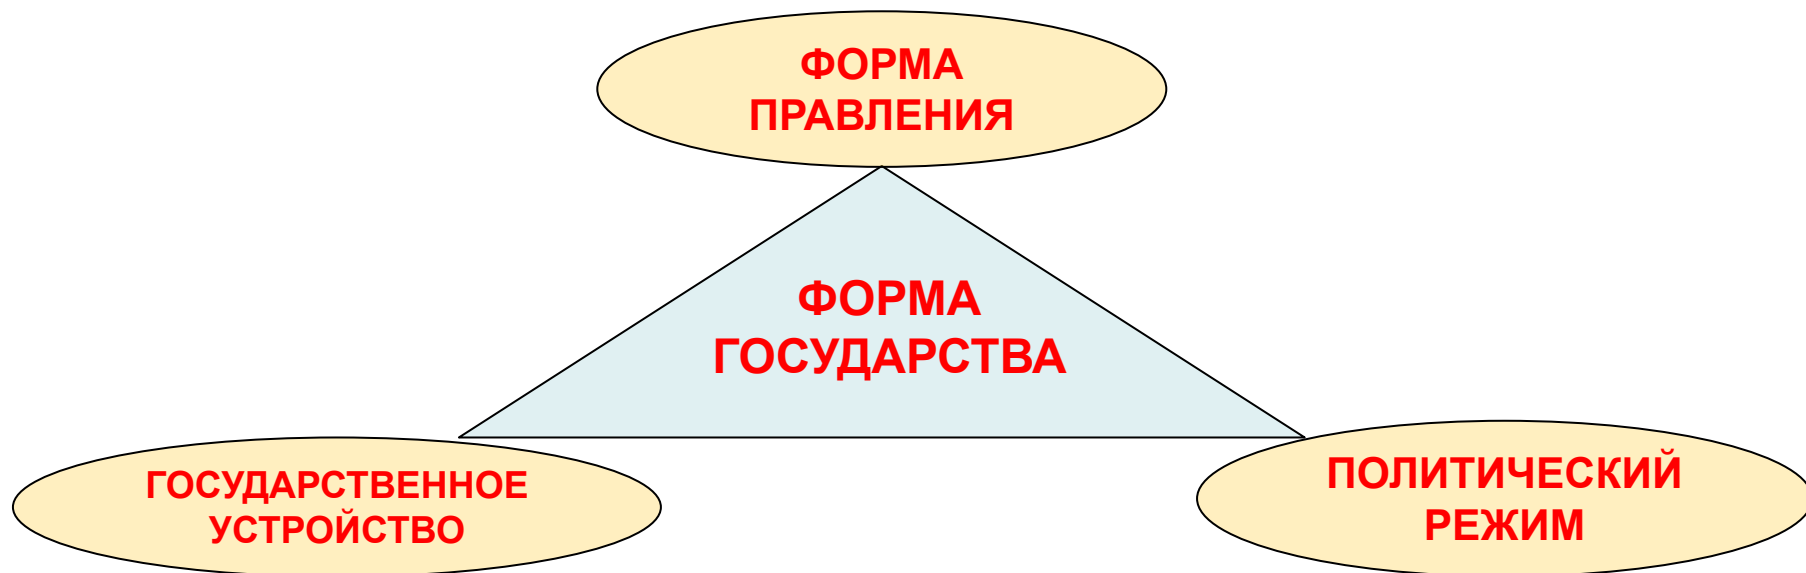 ФОРМА
ПРАВЛЕНИЯ
ФОРМА
ГОСУДАРСТВА
ГОСУДАРСТВЕННОЕ
УСТРОЙСТВО
ПОЛИТИЧЕСКИЙ
РЕЖИМ